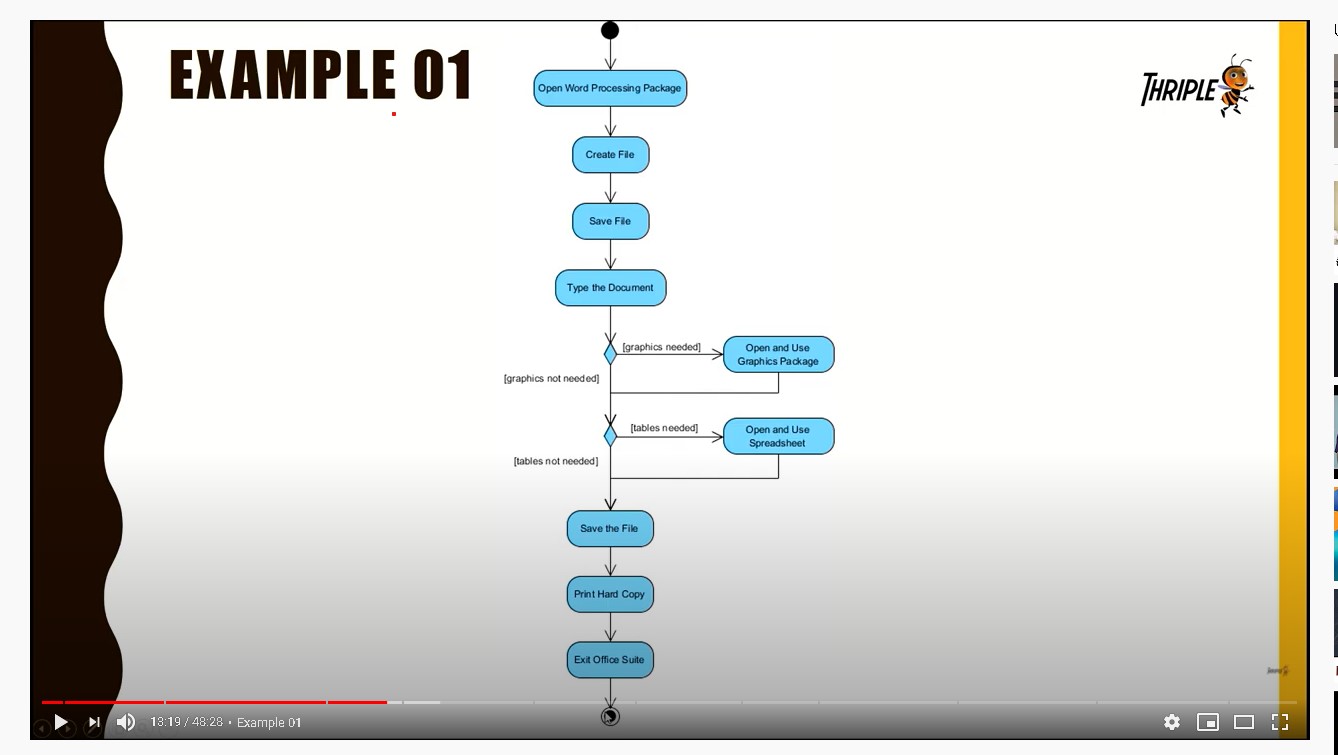 EXAMPLE 01
THRIPLE
Open Word Processing Package
Create File
Save File
Type the Document
[graphics needed]
Open and Use
Graphics Package
[graphics not needed]
[tables needed]
Open and Use
Spreadsheet
[tables not needed]
Save the File
Print Hard Copy
Exit Office Suite
18:19 / 48:28 • Example 01